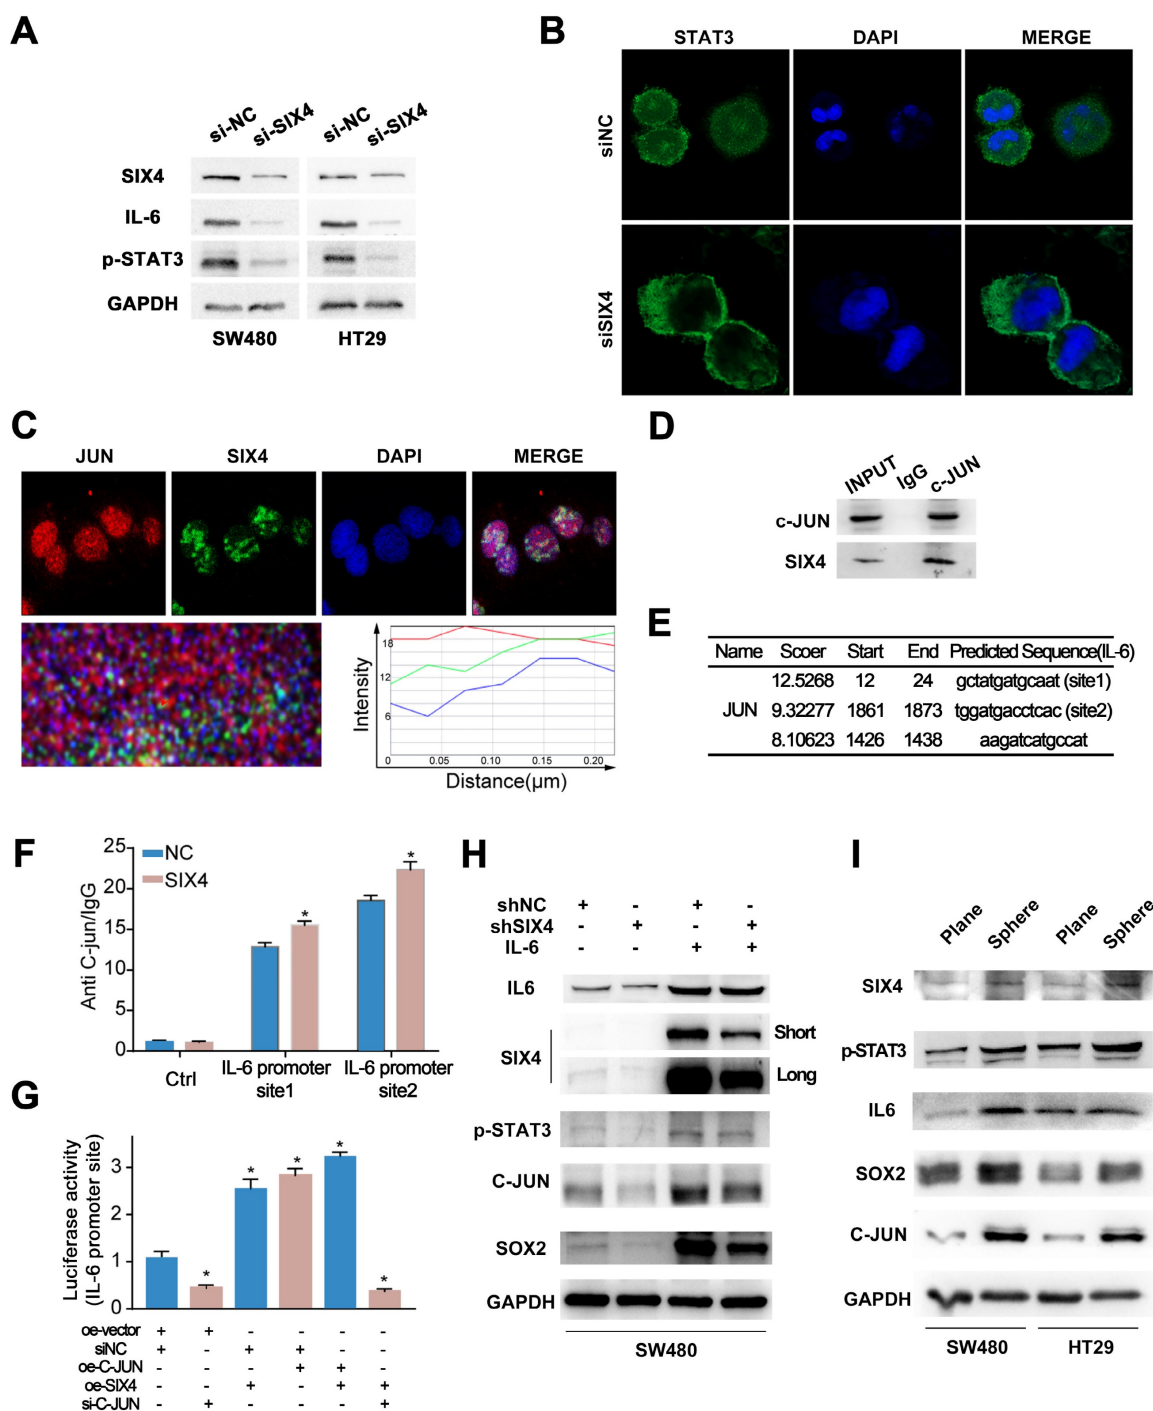 A
si-NC si-SIX4 si-NC si-SIX4
SIX4
IL-6
p-STAT3
GAPDH
SW480 HT29
B
STAT3 DAPI MERGE
siNC
siSIX4
C
JUN SIX4 DAPI MERGE
Intensity
18
12
6
0 0.05 0.10 0.15 0.20
Distance(μm)
D
INPUT IgG c-JUN
c-JUN
SIX4
E
Name Scoer Start End Predicted Sequence(IL-6)
12.5268 12 24 gctatgatgcaat (site1)
JUN 9.32277 1861 1873 tggatgacctcac (site2)
8.10623 1426 1438 aagatcatgccat
F
Anti C-jun/IgG
25
20
15
10
5
0
NC
SIX4
* *
Ctrl IL-6 promoter site1 IL-6 promoter site2
G
Luciferase activity
(IL-6 promoter site)
3
2
1
0
* * * * *
oe-vector + + - - - -
siNC + - + + - -
oe-C-JUN - - - + + -
oe-SIX4 - - + - + +
si-C-JUN - + - - - +
H
shNC + - + -
shSIX4 - + - +
IL-6 - - + +
IL6
SIX4
Short
Long
p-STAT3
C-JUN
SOX2
GAPDH
SW480
I
Plane Sphere Plane Sphere
SIX4
p-STAT3
IL6
SOX2
C-JUN
GAPDH
SW480 HT29